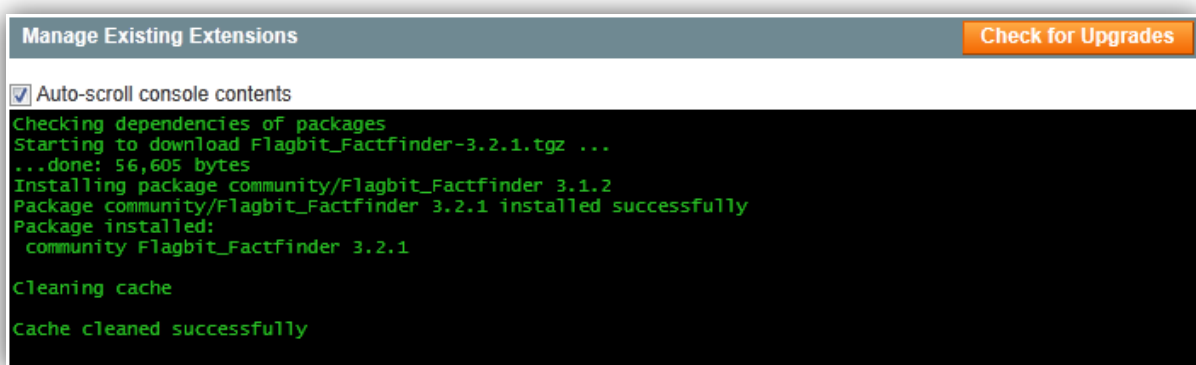 Manage Existing Extensions
Check for Upgrades
Auto-scroll console contents
Checking dependencies of packages
Starting to download Flagbit_Factfinder-3.2.1.tgz ...
...done: 56,605 bytes
Installing package community/Flagbit_Factfinder 3.1.2
Package community/Flagbit_Factfinder 3.2.1 installed successfully
Package installed:
community Flagbit_Factfinder 3.2.1
Cleaning cache
Cache cleaned successfully